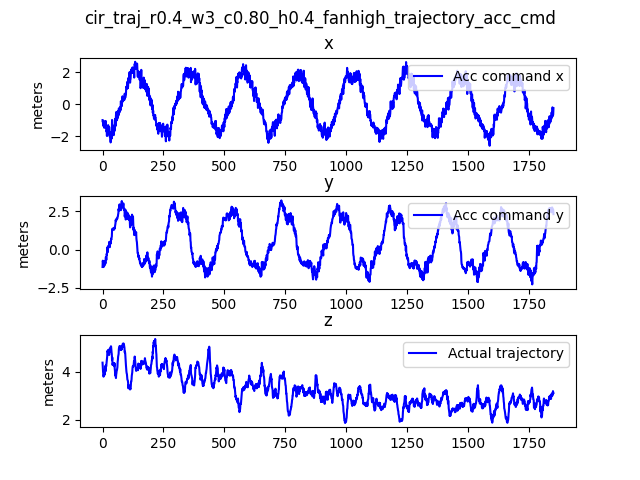 cir_traj_r0.4_w3_c0.80_h0.4_fanhigh_trajectory_acc_cmd
x
Acc command x
meters
2
0
−2
0 250 500 750 1000 1250 1500 1750
y
Acc command y
meters
2.5
0.0
−2.5
0 250 500 750 1000 1250 1500 1750
z
Actual trajectory
meters
4
2
0 250 500 750 1000 1250 1500 1750